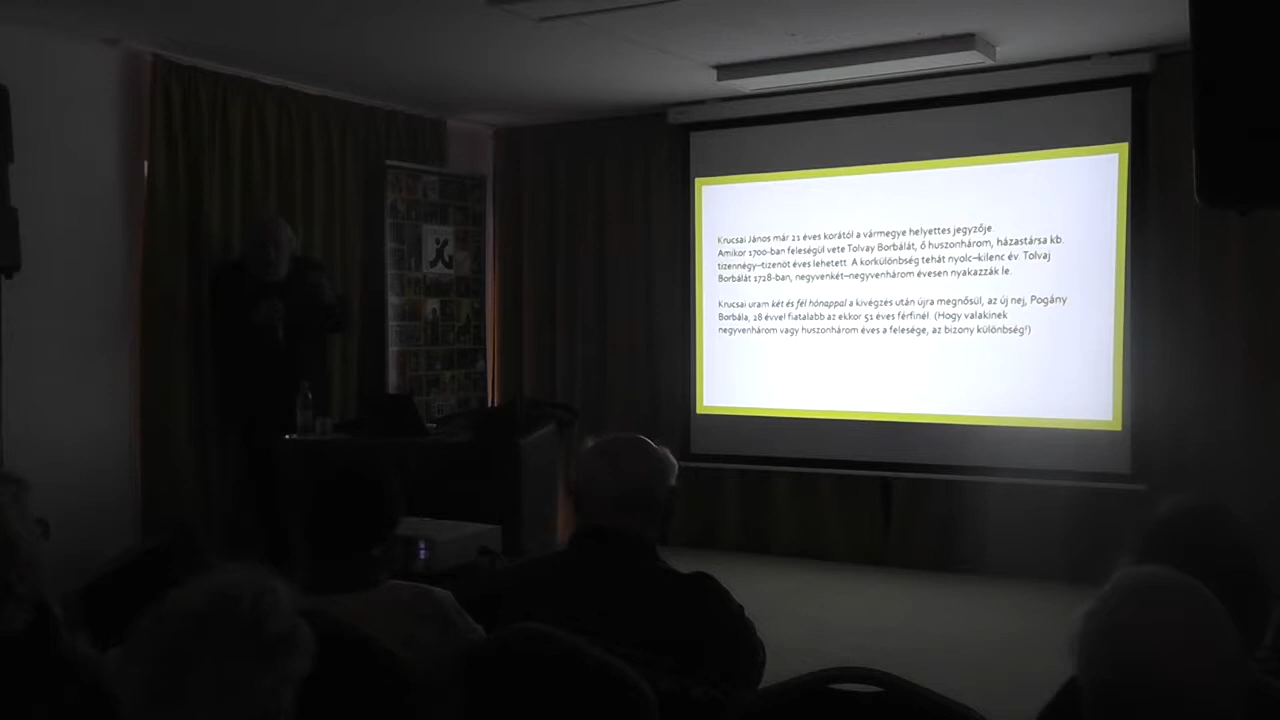 Krucsai János már 21 éves korától a vármegye helyettes jegyzője.
Amikor 1700-ban feleségül vete Tolvay Borbálát, ő huszonhárom, házastársa kb.
tizennégy–tizenöt éves lehetett. A korkülönbség tehát nyolc–kilenc év. Tolvaj
Borbálát 1728-ban, negyvenkét–negyvenhárom évesen nyakazzák le.
Krucsai uram két és fél hónappal a kivégzés után újra megnősül, az új nej, Pogány
Borbála, 28 évvel fiatalabb az ekkor 51 éves férfinél. (Hogy valakinek
negyvenhárom vagy huszonhárom éves a felesége, az bizony különbség!)